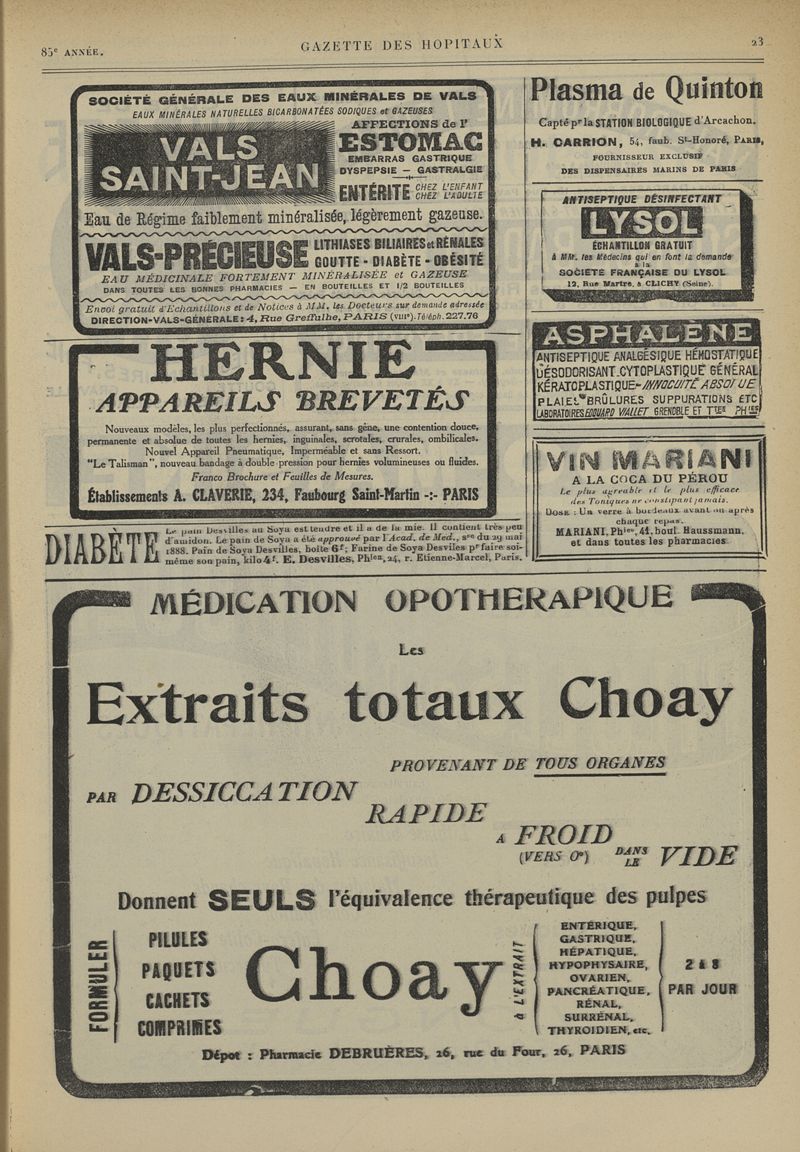 85e ANNÉE.
GAZETTE DES HOPITAUX
23
SOCIÉTÉ GÉNÉRALE DES EAUX MINÉRALES DE VALS
EAUX MINÉRALES NATURELLES BICARBONATÉES SODIQUES et GAZEUSES
VALS
SAINT-JEAN
AFFECTIONS de l'
ESTOMAC
EMBARRAS GASTRIQUE
DYSPEPSIE — GASTRALGIE
ENTÉRITE CHEZ L'ENFANT
CHEZ L'ADULTE
Eau de Régime faiblement minéralisée, légèrement gazeuse.
VALS-PRÉCIEUSE LITHIASES BILIAIRES et RÉNALES
GOUTTE - DIABÈTE - OBÉSITÉ
EAU MÉDICINALE FORTEMENT MINÉRALISÉE et GAZEUSE
DANS TOUTES LES BONNES PHARMACIES — EN BOUTEILLES ET 1/2 BOUTEILLES
Envoi gratuit d'Echantillons et de Notices à MM. les Docteurs sur demande adressée
DIRECTION-VALS-GÉNÉRALE: 4, Rue Greffulhe, PARIS (VIIIe). Téléph. 227.76
HERNIE
APPAREILS BREVETÉS
Nouveaux modèles, les plus perfectionnés, assurant, sans gêne, une contention douce,
permanente et absolue de toutes les hernies, inguinales, scrotales, crurales, ombilicales.
Nouvel Appareil Pneumatique, Imperméable et sans Ressort.
"Le Talisman", nouveau bandage à double pression pour hernies volumineuses ou fluides.
Franco Brochure et Feuilles de Mesures.
Établissements A. CLAVERIE, 234, Faubourg Saint-Martin -:- PARIS
DIABÈTE
Le pain Desvilles au Soya est tendre et il a de la mie. Il contient très peu
d'amidon. Le pain de Soya a été approuvé par l'Acad. de Med., sce du 29 mai
1888. Pain de Soya Desvilles, boîte 6f; Farine de Soya Desviles pr faire soi-
même son pain, kilo 4f. E. Desvilles, Phien, 24, r. Etienne-Marcel, Paris.
Plasma de Quinton
Capté pr la STATION BIOLOGIQUE d'Arcachon.
H. CARRION, 54, faub. St-Honoré, PARIS,
FOURNISSEUR EXCLUSIF
DES DISPENSAIRES MARINS DE PARIS
ANTISEPTIQUE DÉSINFECTANT
LYSOL
ÉCHANTILLON GRATUIT
à MM. les Médecins qui en font la demande
à la
SOCIÉTÉ FRANÇAISE DU LYSOL
12, Rue Martre, à CLICHY (Seine).
ASPHALÈNE
ANTISEPTIQUE ANALGÉSIQUE HÉMOSTATIQUE
DÉSODORISANT. CYTOPLASTIQUE GÉNÉRAL
KÉRATOPLASTIQUE - INNOCUITÉ ABSOLUE
PLAIES BRÛLURES SUPPURATIONS ETC
LABORATOIRES EDOUARD VIALLET GRENOBLE ET TTES PHIES
VIN MARIANI
A LA COCA DU PÉROU
Le plus agréable et le plus efficace
des Toniques ne constipant jamais.
DOSE : Un verre à bordeaux avant ou après
chaque repas.
MARIANI, Phien, 41, boul. Haussmann,
et dans toutes les pharmacies
MÉDICATION OPOTHERAPIQUE
Les
Extraits totaux Choay
PROVENANT DE TOUS ORGANES
PAR DESSICCATION
RAPIDE
A FROID
(VERS 0°) DANS LE VIDE
Donnent SEULS l'équivalence thérapeutique des pulpes
FORMULER
PILULES
PAQUETS
CACHETS
COMPRIMES
Choay
à L'EXTRAIT
ENTÉRIQUE,
GASTRIQUE,
HÉPATIQUE,
HYPOPHYSAIRE,
OVARIEN,
PANCRÉATIQUE,
RÉNAL,
SURRÉNAL,
THYROIDIEN, etc.
2 à 8
PAR JOUR
Dépot : Pharmacie DEBRUÈRES, 26, rue du Four, 26, PARIS